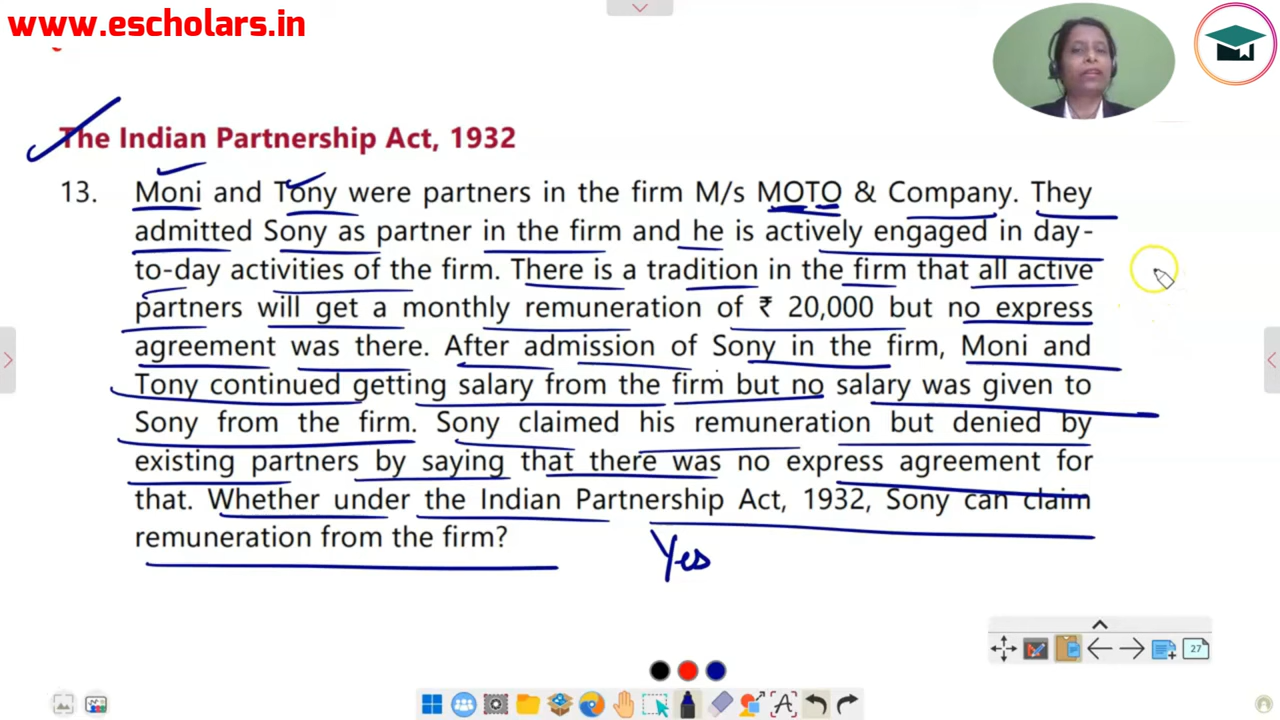 www.escholars.in
The Indian Partnership Act, 1932
13. Moni and Tony were partners in the firm M/s MOTO & Company. They
admitted Sony as partner in the firm and he is actively engaged in day-
to-day activities of the firm. There is a tradition in the firm that all active
partners will get a monthly remuneration of ₹ 20,000 but no express
agreement was there. After admission of Sony in the firm, Moni and
Tony continued getting salary from the firm but no salary was given to
Sony from the firm. Sony claimed his remuneration but denied by
existing partners by saying that there was no express agreement for
that. Whether under the Indian Partnership Act, 1932, Sony can claim
remuneration from the firm?
Yes
27